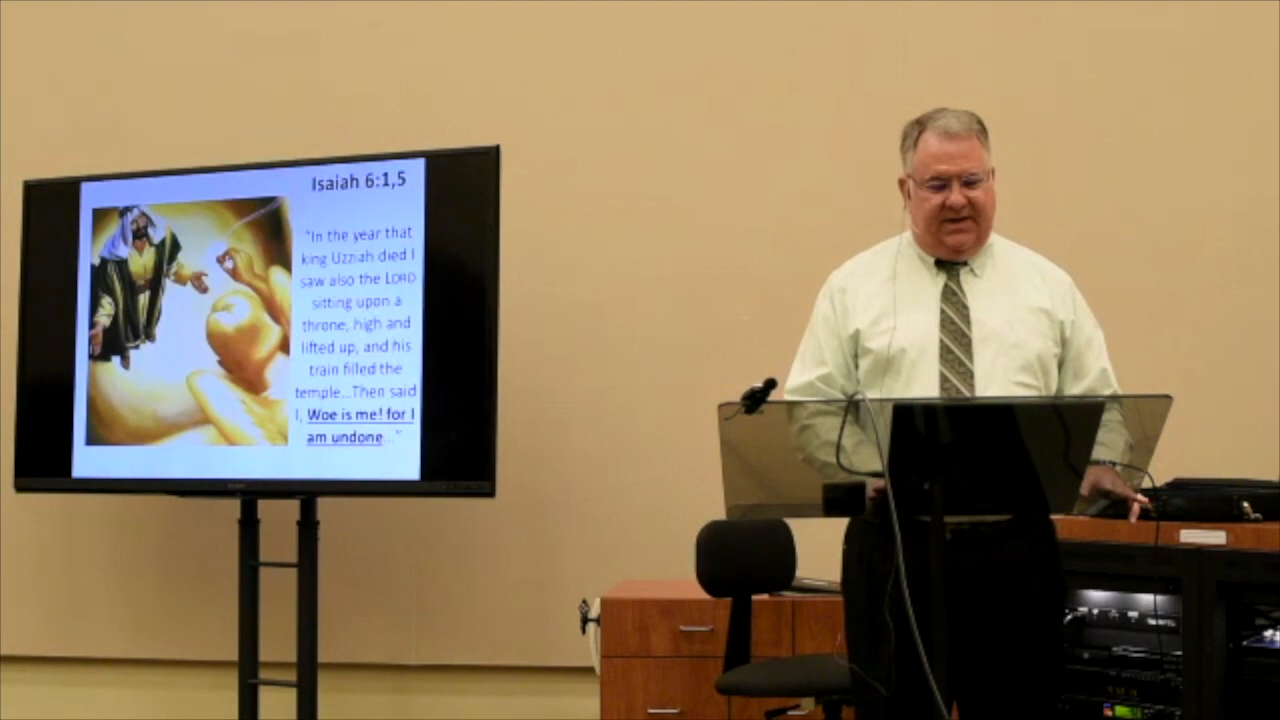 Isaiah 6:1,5
"In the year that
king Uzziah died I
saw also the LORD
sitting upon a
throne, high and
lifted up, and his
train filled the
temple...Then said
I, Woe is me! for I
am undone..."